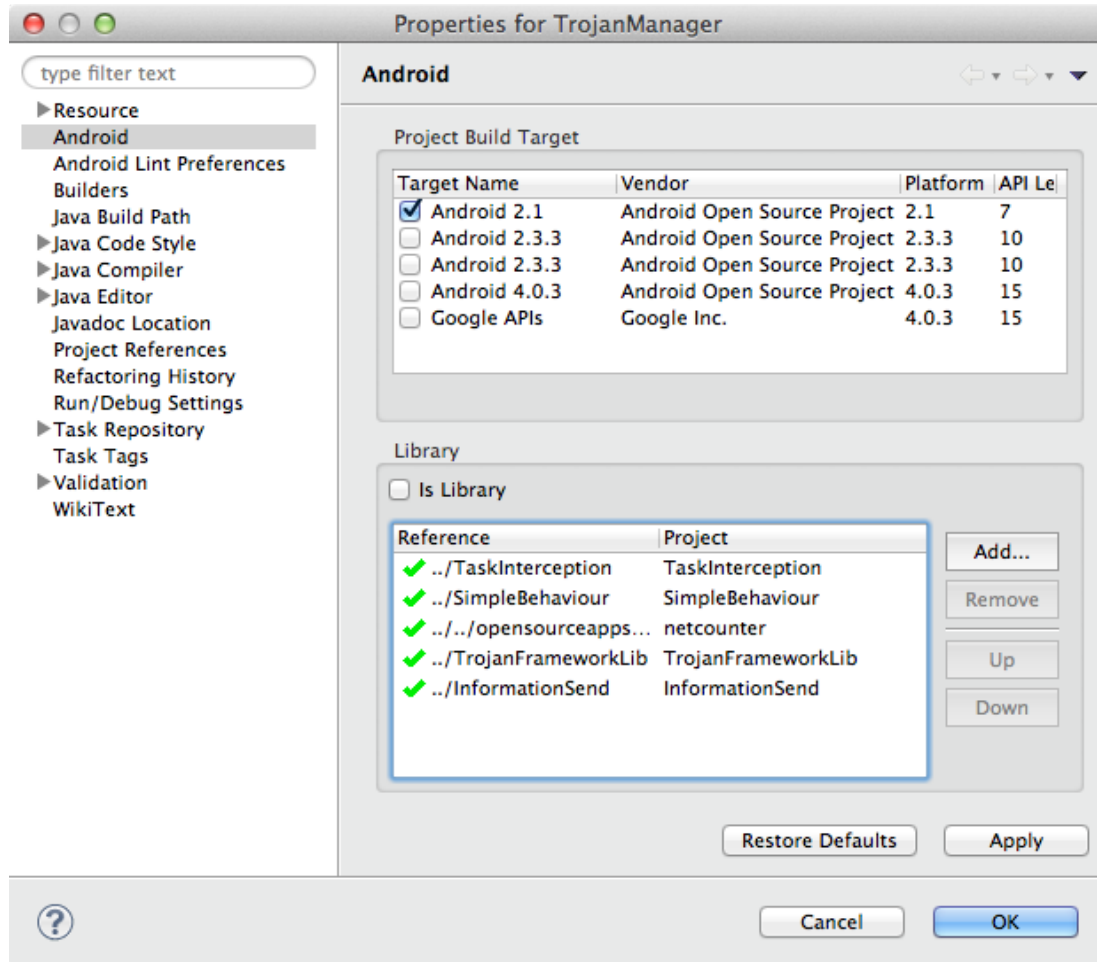 Properties for TrojanManager
type filter text
Resource
Android
Android Lint Preferences
Builders
Java Build Path
Java Code Style
Java Compiler
Java Editor
Javadoc Location
Project References
Refactoring History
Run/Debug Settings
Task Repository
Task Tags
Validation
WikiText
Android
Project Build Target
Target Name Vendor Platform API Le
Android 2.1 Android Open Source Project 2.1 7
Android 2.3.3 Android Open Source Project 2.3.3 10
Android 2.3.3 Android Open Source Project 2.3.3 10
Android 4.0.3 Android Open Source Project 4.0.3 15
Google APIs Google Inc. 4.0.3 15
Library
Is Library
Reference Project
../TaskInterception TaskInterception
../SimpleBehaviour SimpleBehaviour
../../opensourceapps... netcounter
../TrojanFrameworkLib TrojanFrameworkLib
../InformationSend InformationSend
Add...
Remove
Up
Down
Restore Defaults Apply
? Cancel OK